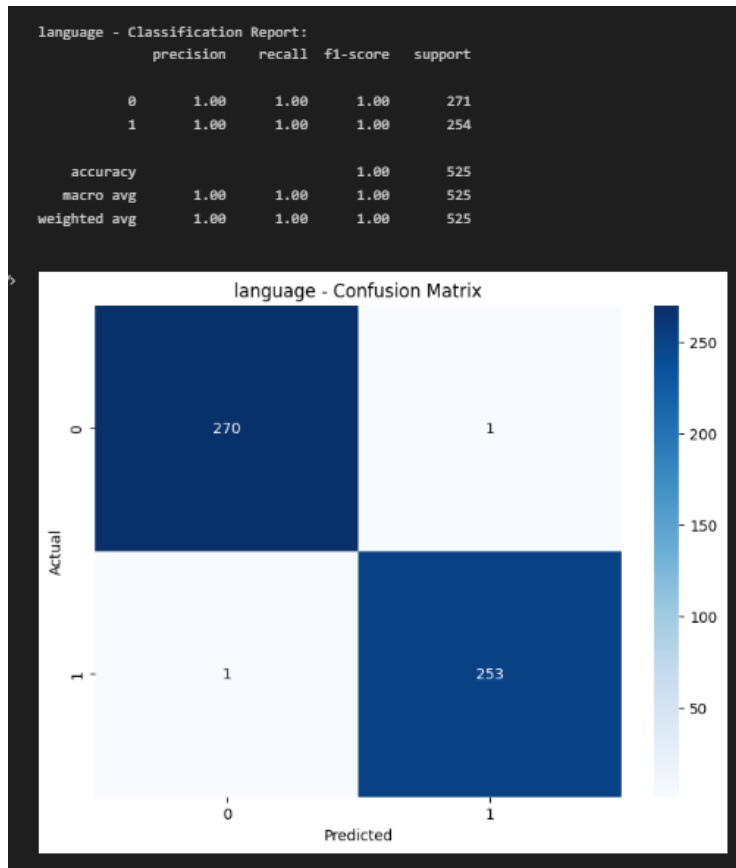 language - Classification Report:
precision recall f1-score support
0 1.00 1.00 1.00 271
1 1.00 1.00 1.00 254
accuracy 1.00 525
macro avg 1.00 1.00 1.00 525
weighted avg 1.00 1.00 1.00 525
language - Confusion Matrix
250
270 1
0
200
150
Actual
100
1 253
1
50
0 1
Predicted